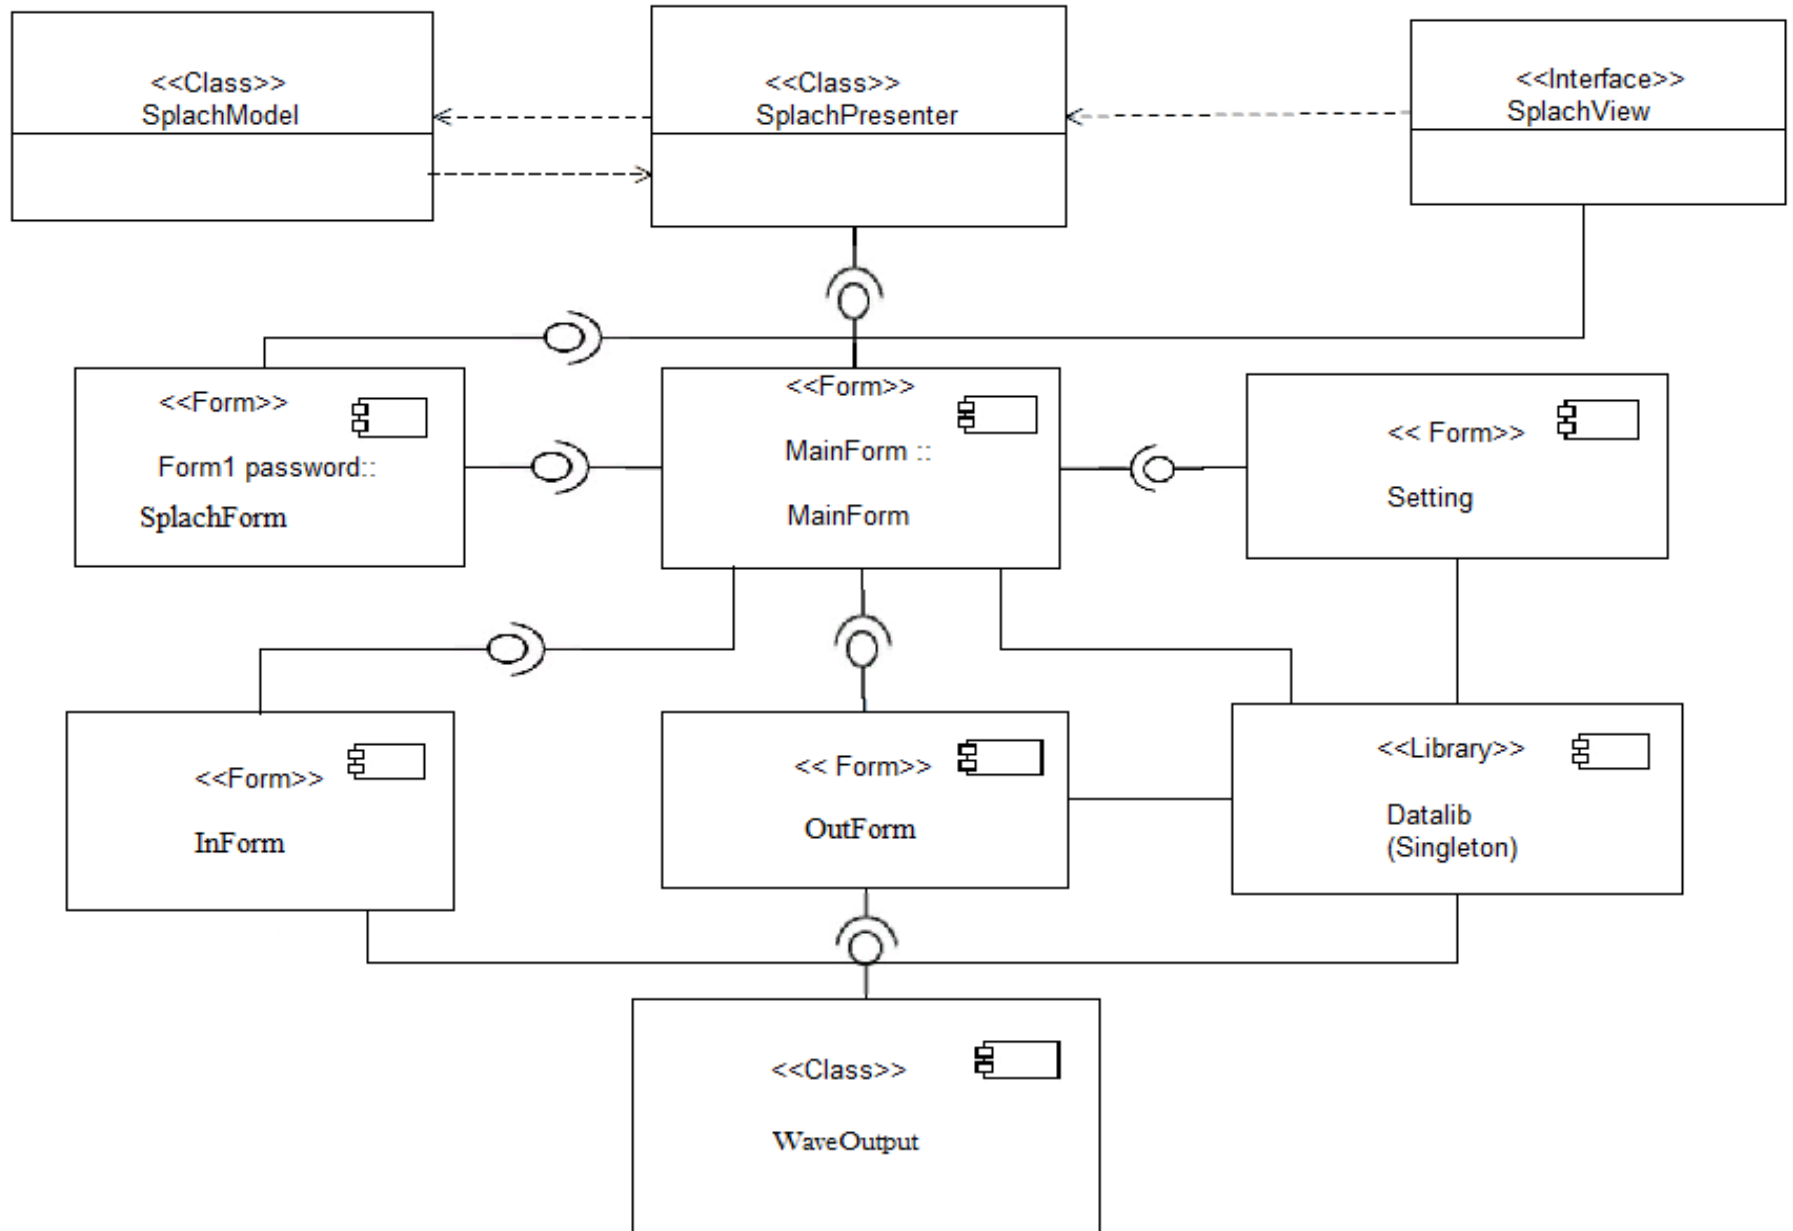 <<Class>>
SplachModel
<<Class>>
SplachPresenter
<<Interface>>
SplachView
<<Form>>
Form1 password::
SplachForm
<<Form>>
MainForm ::
MainForm
<< Form>>
Setting
<<Form>>
InForm
<< Form>>
OutForm
<<Library>>
Datalib
(Singleton)
<<Class>>
WaveOutput